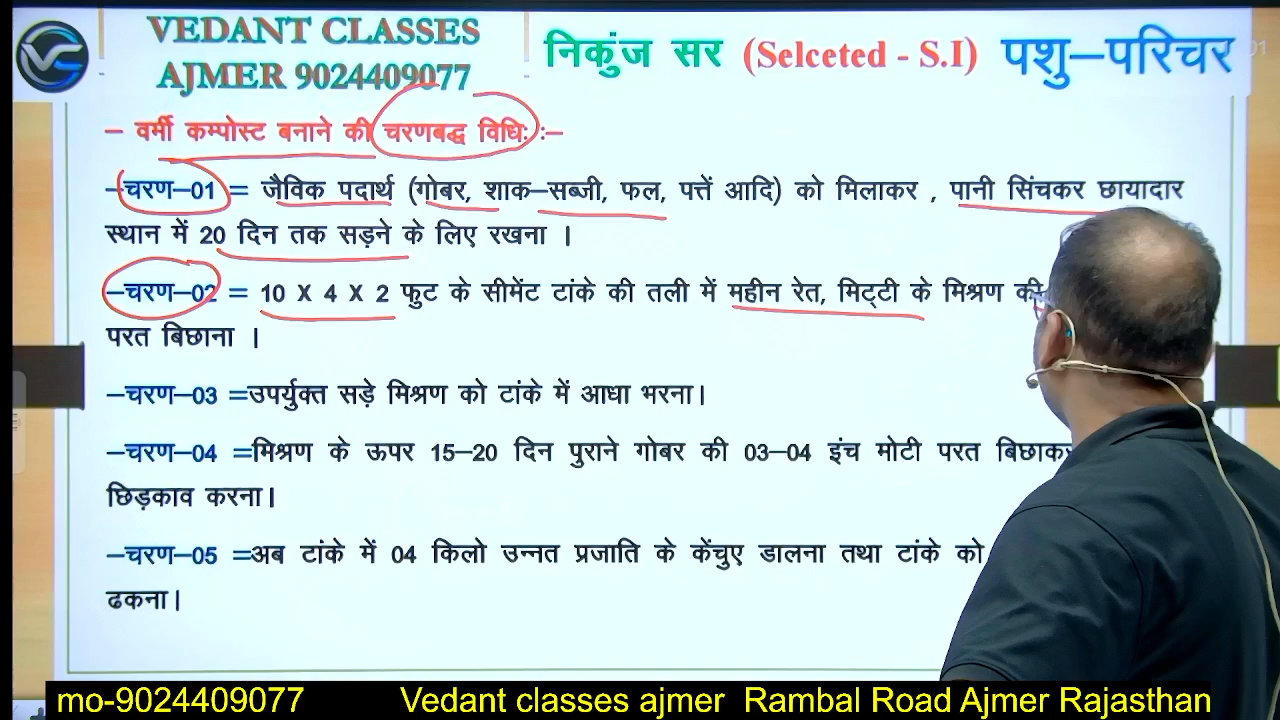 VEDANT CLASSES
AJMER 9024409077
निकुंज सर (Selceted - S.I) पशु–परिचर
– वर्मी कम्पोस्ट बनाने की चरणबद्ध विधिः :–
–चरण–01 = जैविक पदार्थ (गोबर, शाक–सब्जी, फल, पत्तें आदि) को मिलाकर , पानी सिंचकर छायादार
स्थान में 20 दिन तक सड़ने के लिए रखना ।
–चरण–02 = 10 X 4 X 2 फुट के सीमेंट टांके की तली में महीन रेत, मिट्टी के मिश्रण की
परत बिछाना ।
–चरण–03 =उपर्युक्त सड़े मिश्रण को टांके में आधा भरना।
–चरण–04 =मिश्रण के ऊपर 15–20 दिन पुराने गोबर की 03–04 इंच मोटी परत बिछाकर
छिड़काव करना।
–चरण–05 =अब टांके में 04 किलो उन्नत प्रजाति के केंचुए डालना तथा टांके को
ढकना।
mo-9024409077 Vedant classes ajmer Rambal Road Ajmer Rajasthan